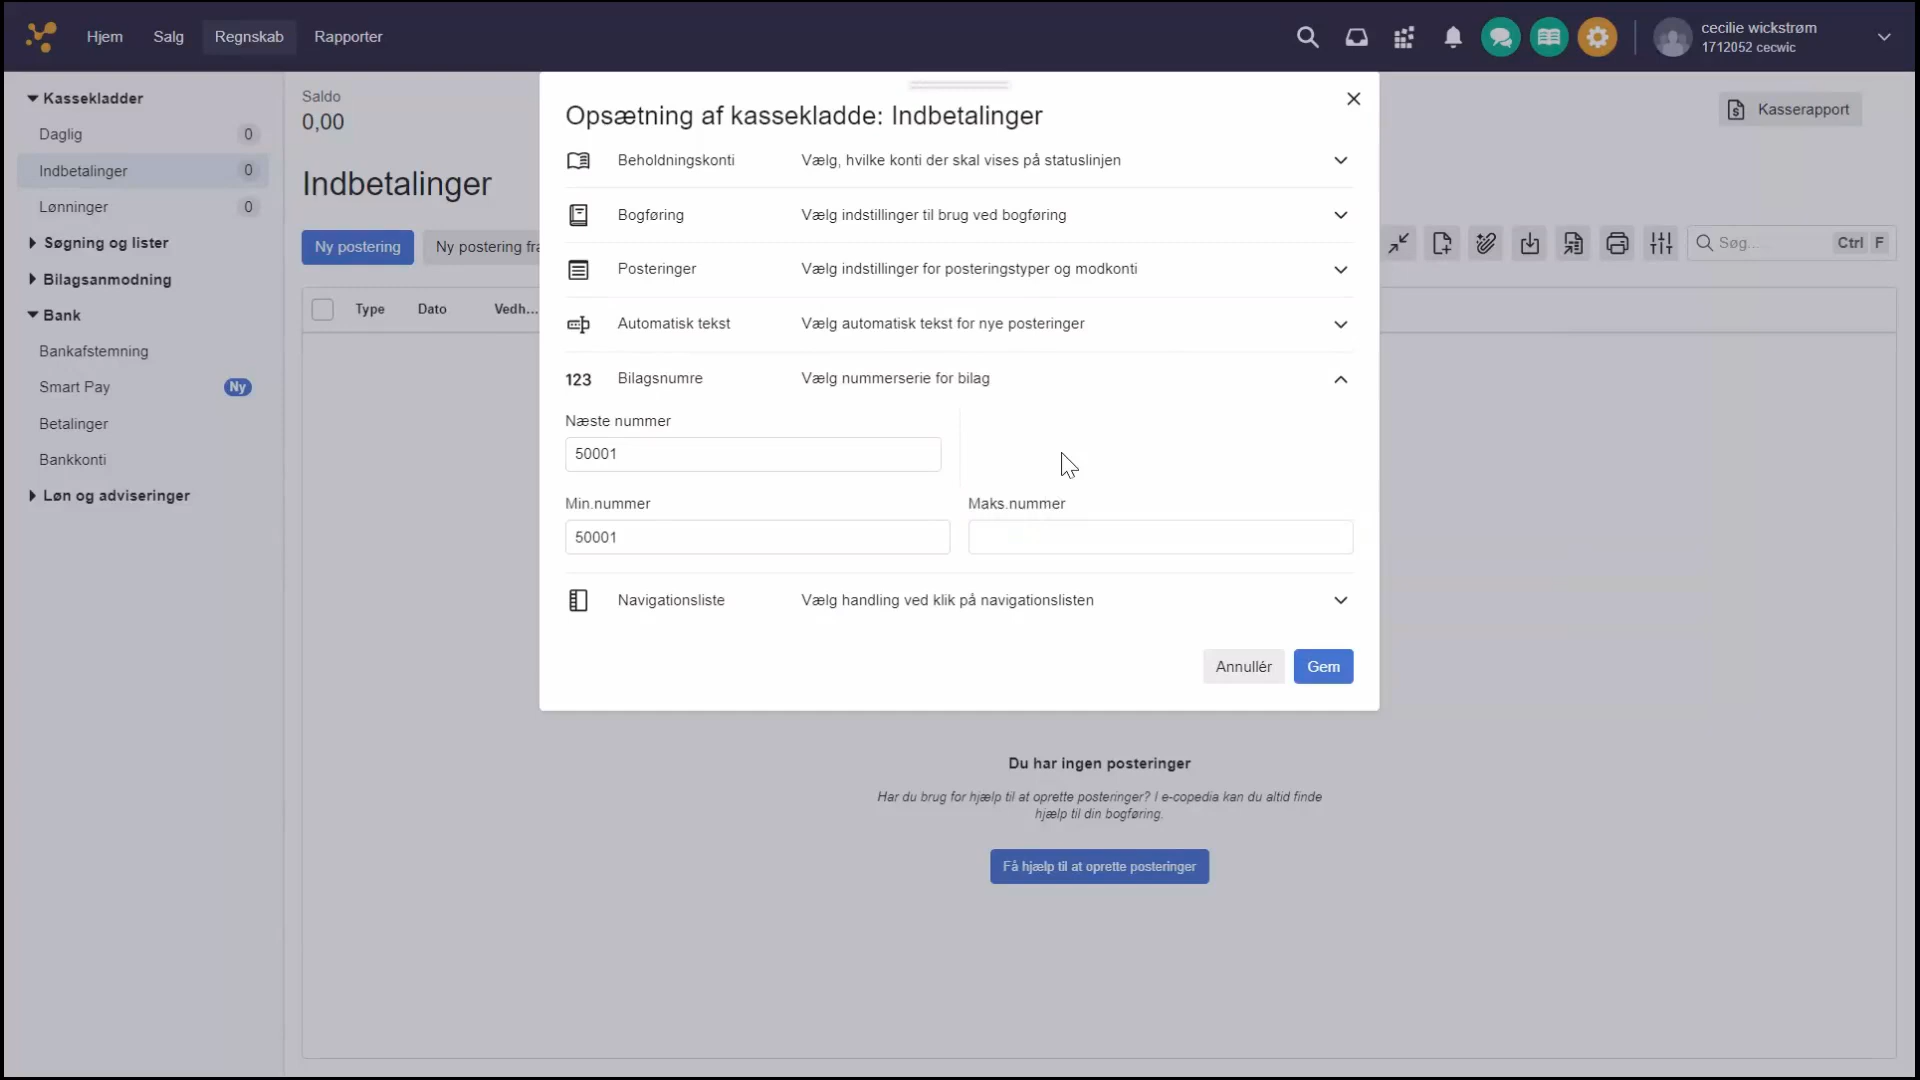 Hjem Salg Regnskab Rapporter
cecilie wickstrøm
1712052 cecwic
Kassekladder
Daglig 0
Indbetalinger 0
Lønninger 0
Søgning og lister
Bilagsanmodning
Bank
Bankafstemning
Smart Pay Ny
Betalinger
Bankkonti
Løn og adviseringer
Saldo
0,00
Kasserapport
Indbetalinger
Ny postering Ny postering fra
Søg... Ctrl F
Type Dato Vedh...
Opsætning af kassekladde: Indbetalinger
Beholdningskonti Vælg, hvilke konti der skal vises på statuslinjen
Bogføring Vælg indstillinger til brug ved bogføring
Posteringer Vælg indstillinger for posteringstyper og modkonti
Automatisk tekst Vælg automatisk tekst for nye posteringer
123 Bilagsnumre Vælg nummerserie for bilag
Næste nummer
50001
Min.nummer Maks.nummer
50001
Navigationsliste Vælg handling ved klik på navigationslisten
Annullér Gem
Du har ingen posteringer
Har du brug for hjælp til at oprette posteringer? I e-copedia kan du altid finde
hjælp til din bogføring.
Få hjælp til at oprette posteringer